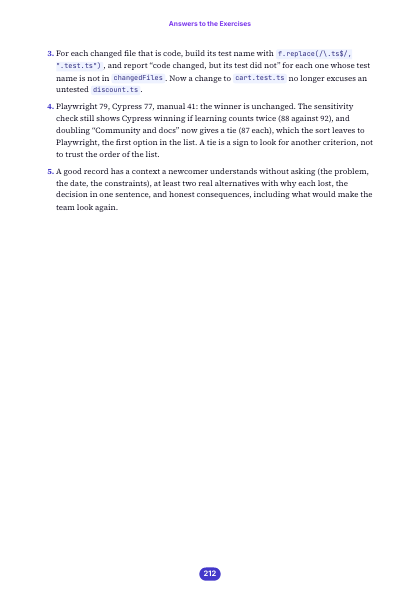 Answers to the Exercises
3. For each changed file that is code, build its test name with f.replace(/\.ts$/,
".test.ts"), and report “code changed, but its test did not” for each one whose test
name is not in changedFiles. Now a change to cart.test.ts no longer excuses an
untested discount.ts.
4. Playwright 79, Cypress 77, manual 41: the winner is unchanged. The sensitivity
check still shows Cypress winning if learning counts twice (88 against 92), and
doubling “Community and docs” now gives a tie (87 each), which the sort leaves to
Playwright, the first option in the list. A tie is a sign to look for another criterion, not
to trust the order of the list.
5. A good record has a context a newcomer understands without asking (the problem,
the date, the constraints), at least two real alternatives with why each lost, the
decision in one sentence, and honest consequences, including what would make the
team look again.
212